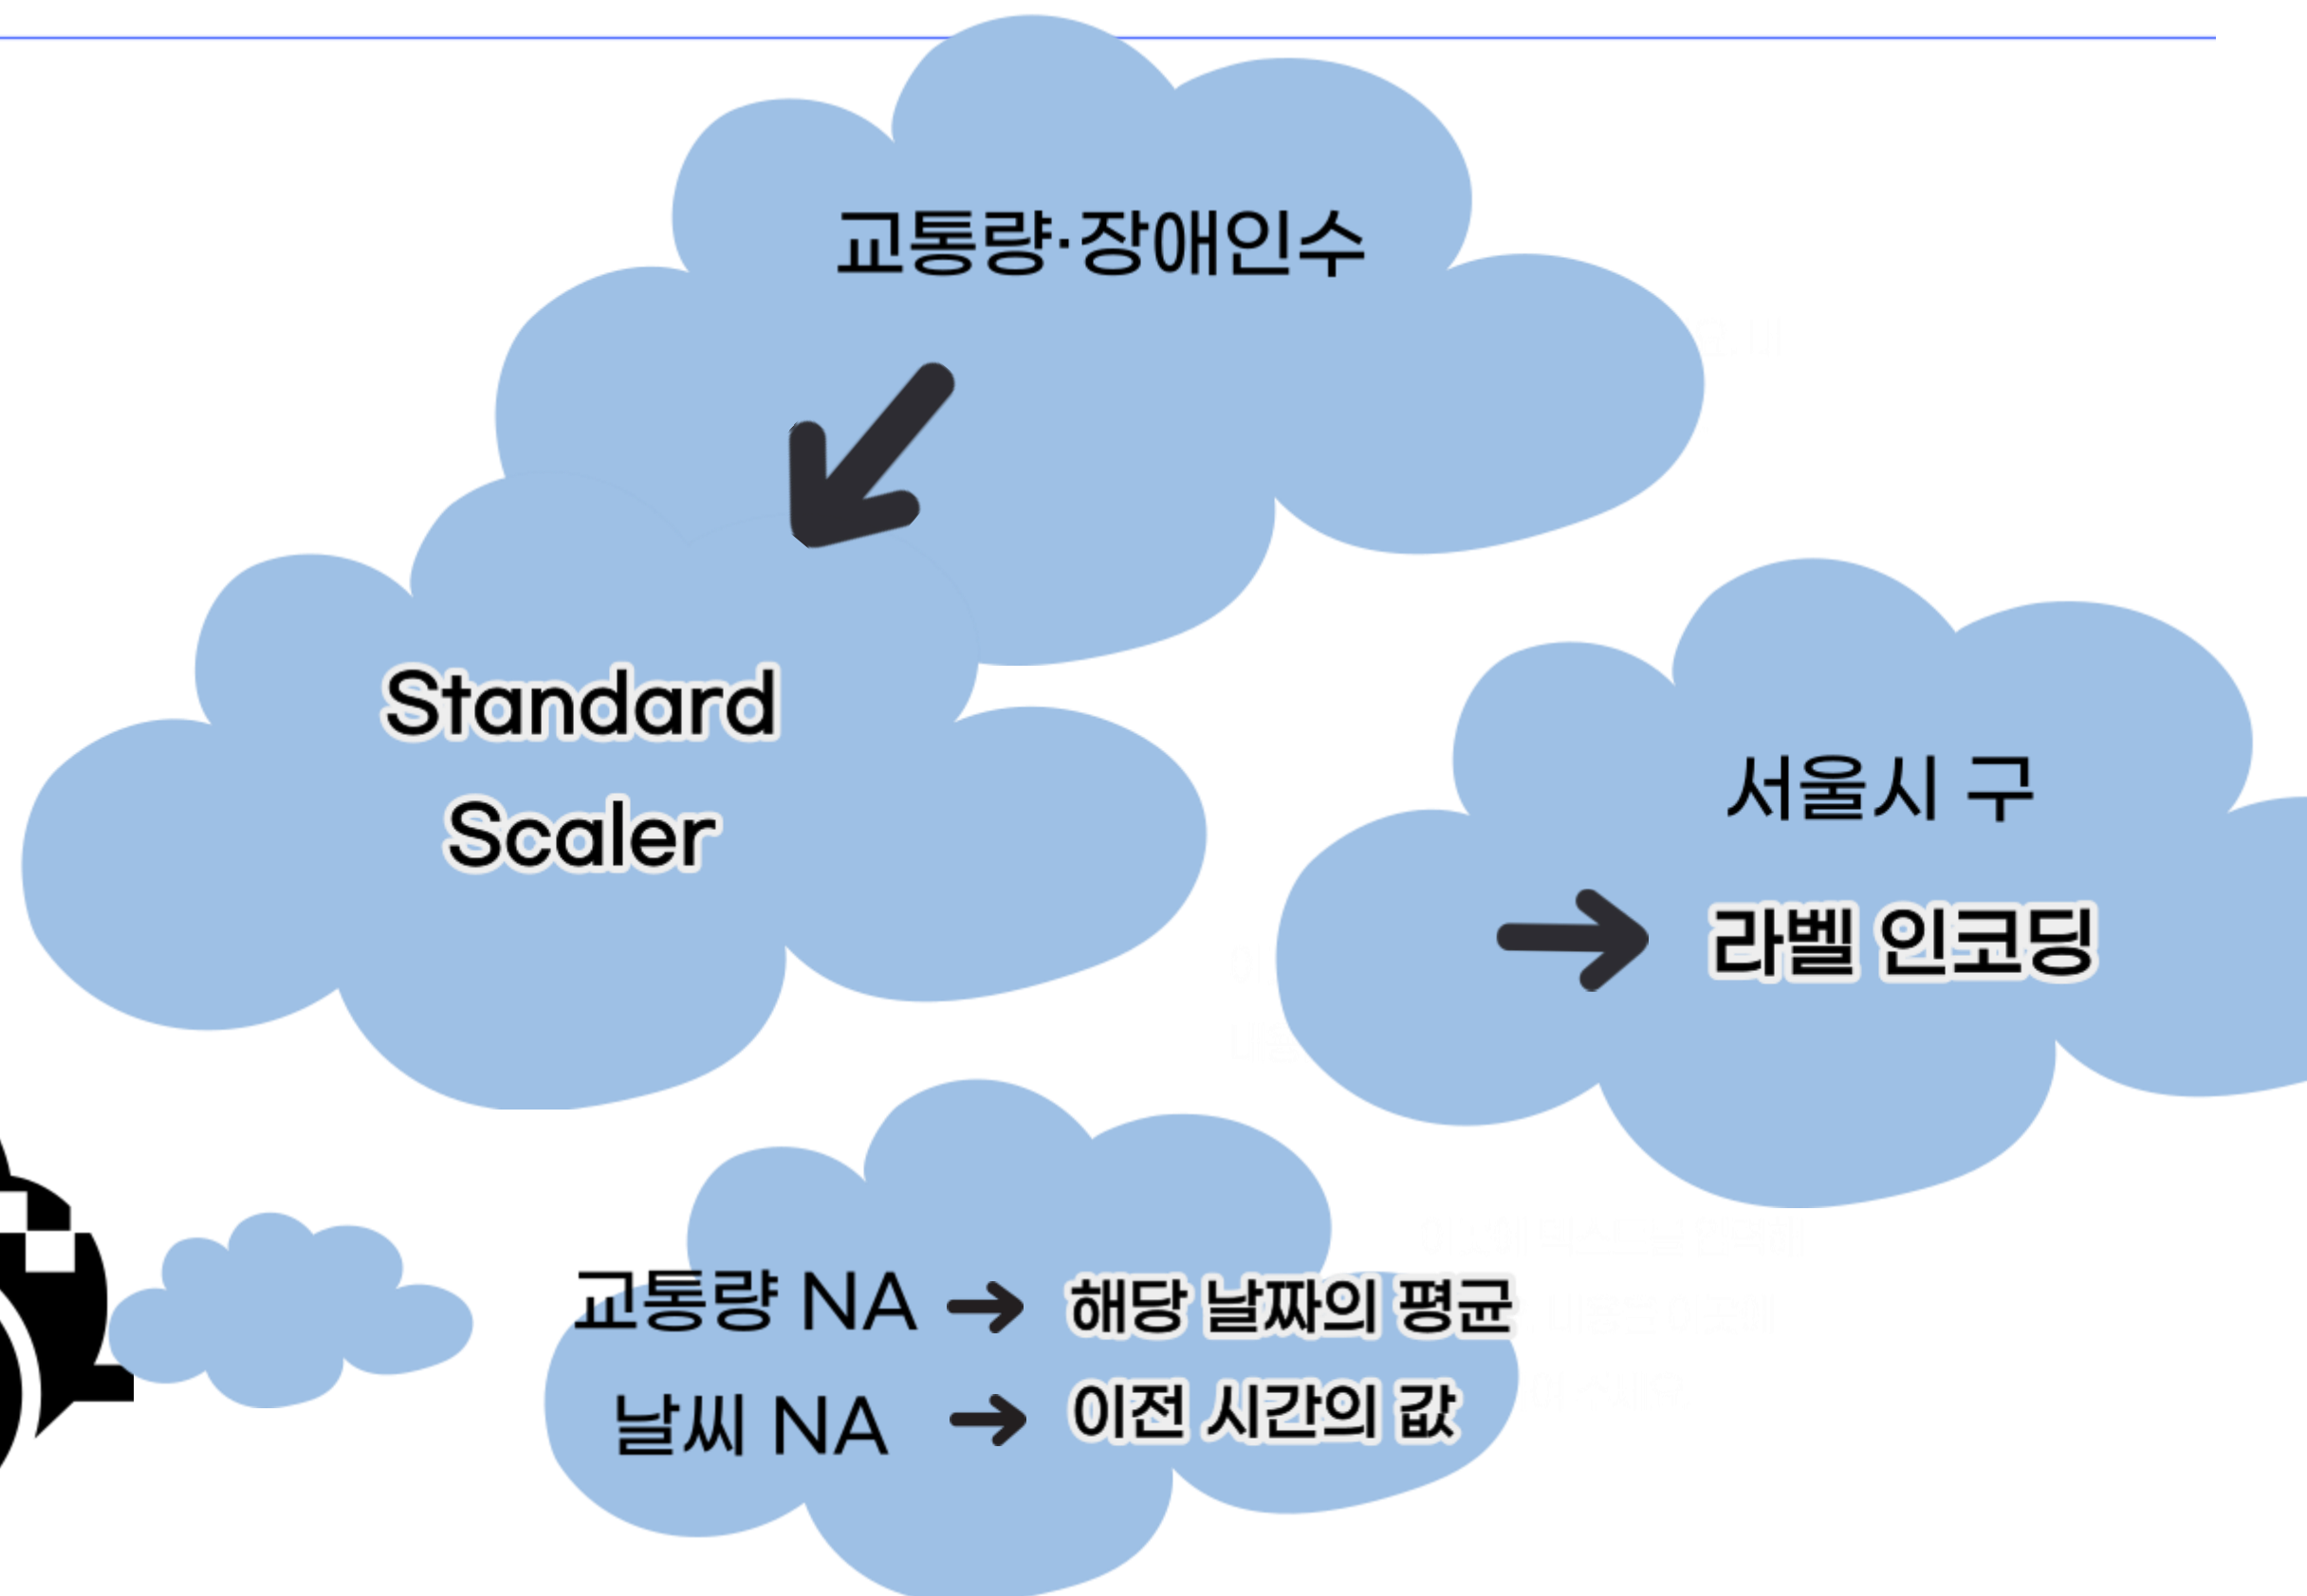 교통량·장애인수
Standard
Scaler
서울시 구
라벨 인코딩
교통량 NA → 해당 날짜의 평균
날씨 NA → 이전 시간의 값